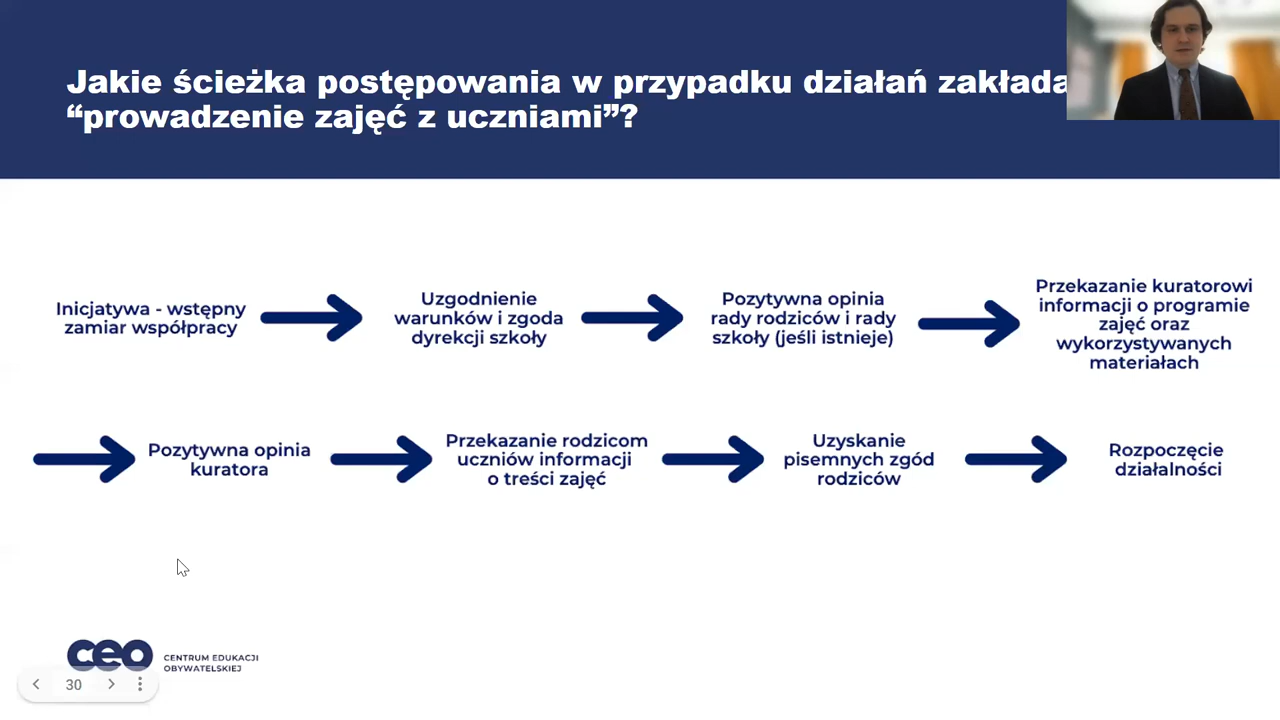 Jakie ścieżka postępowania w przypadku działań zakłada
“prowadzenie zajęć z uczniami”?
Inicjatywa - wstępny
zamiar współpracy
Uzgodnienie
warunków i zgoda
dyrekcji szkoły
Pozytywna opinia
rady rodziców i rady
szkoły (jeśli istnieje)
Przekazanie kuratorowi
informacji o programie
zajęć oraz
wykorzystywanych
materiałach
Pozytywna opinia
kuratora
Przekazanie rodzicom
uczniów informacji
o treści zajęć
Uzyskanie
pisemnych zgód
rodziców
Rozpoczęcie
działalności
ceo
CENTRUM EDUKACJI
OBYWATELSKIEJ
30